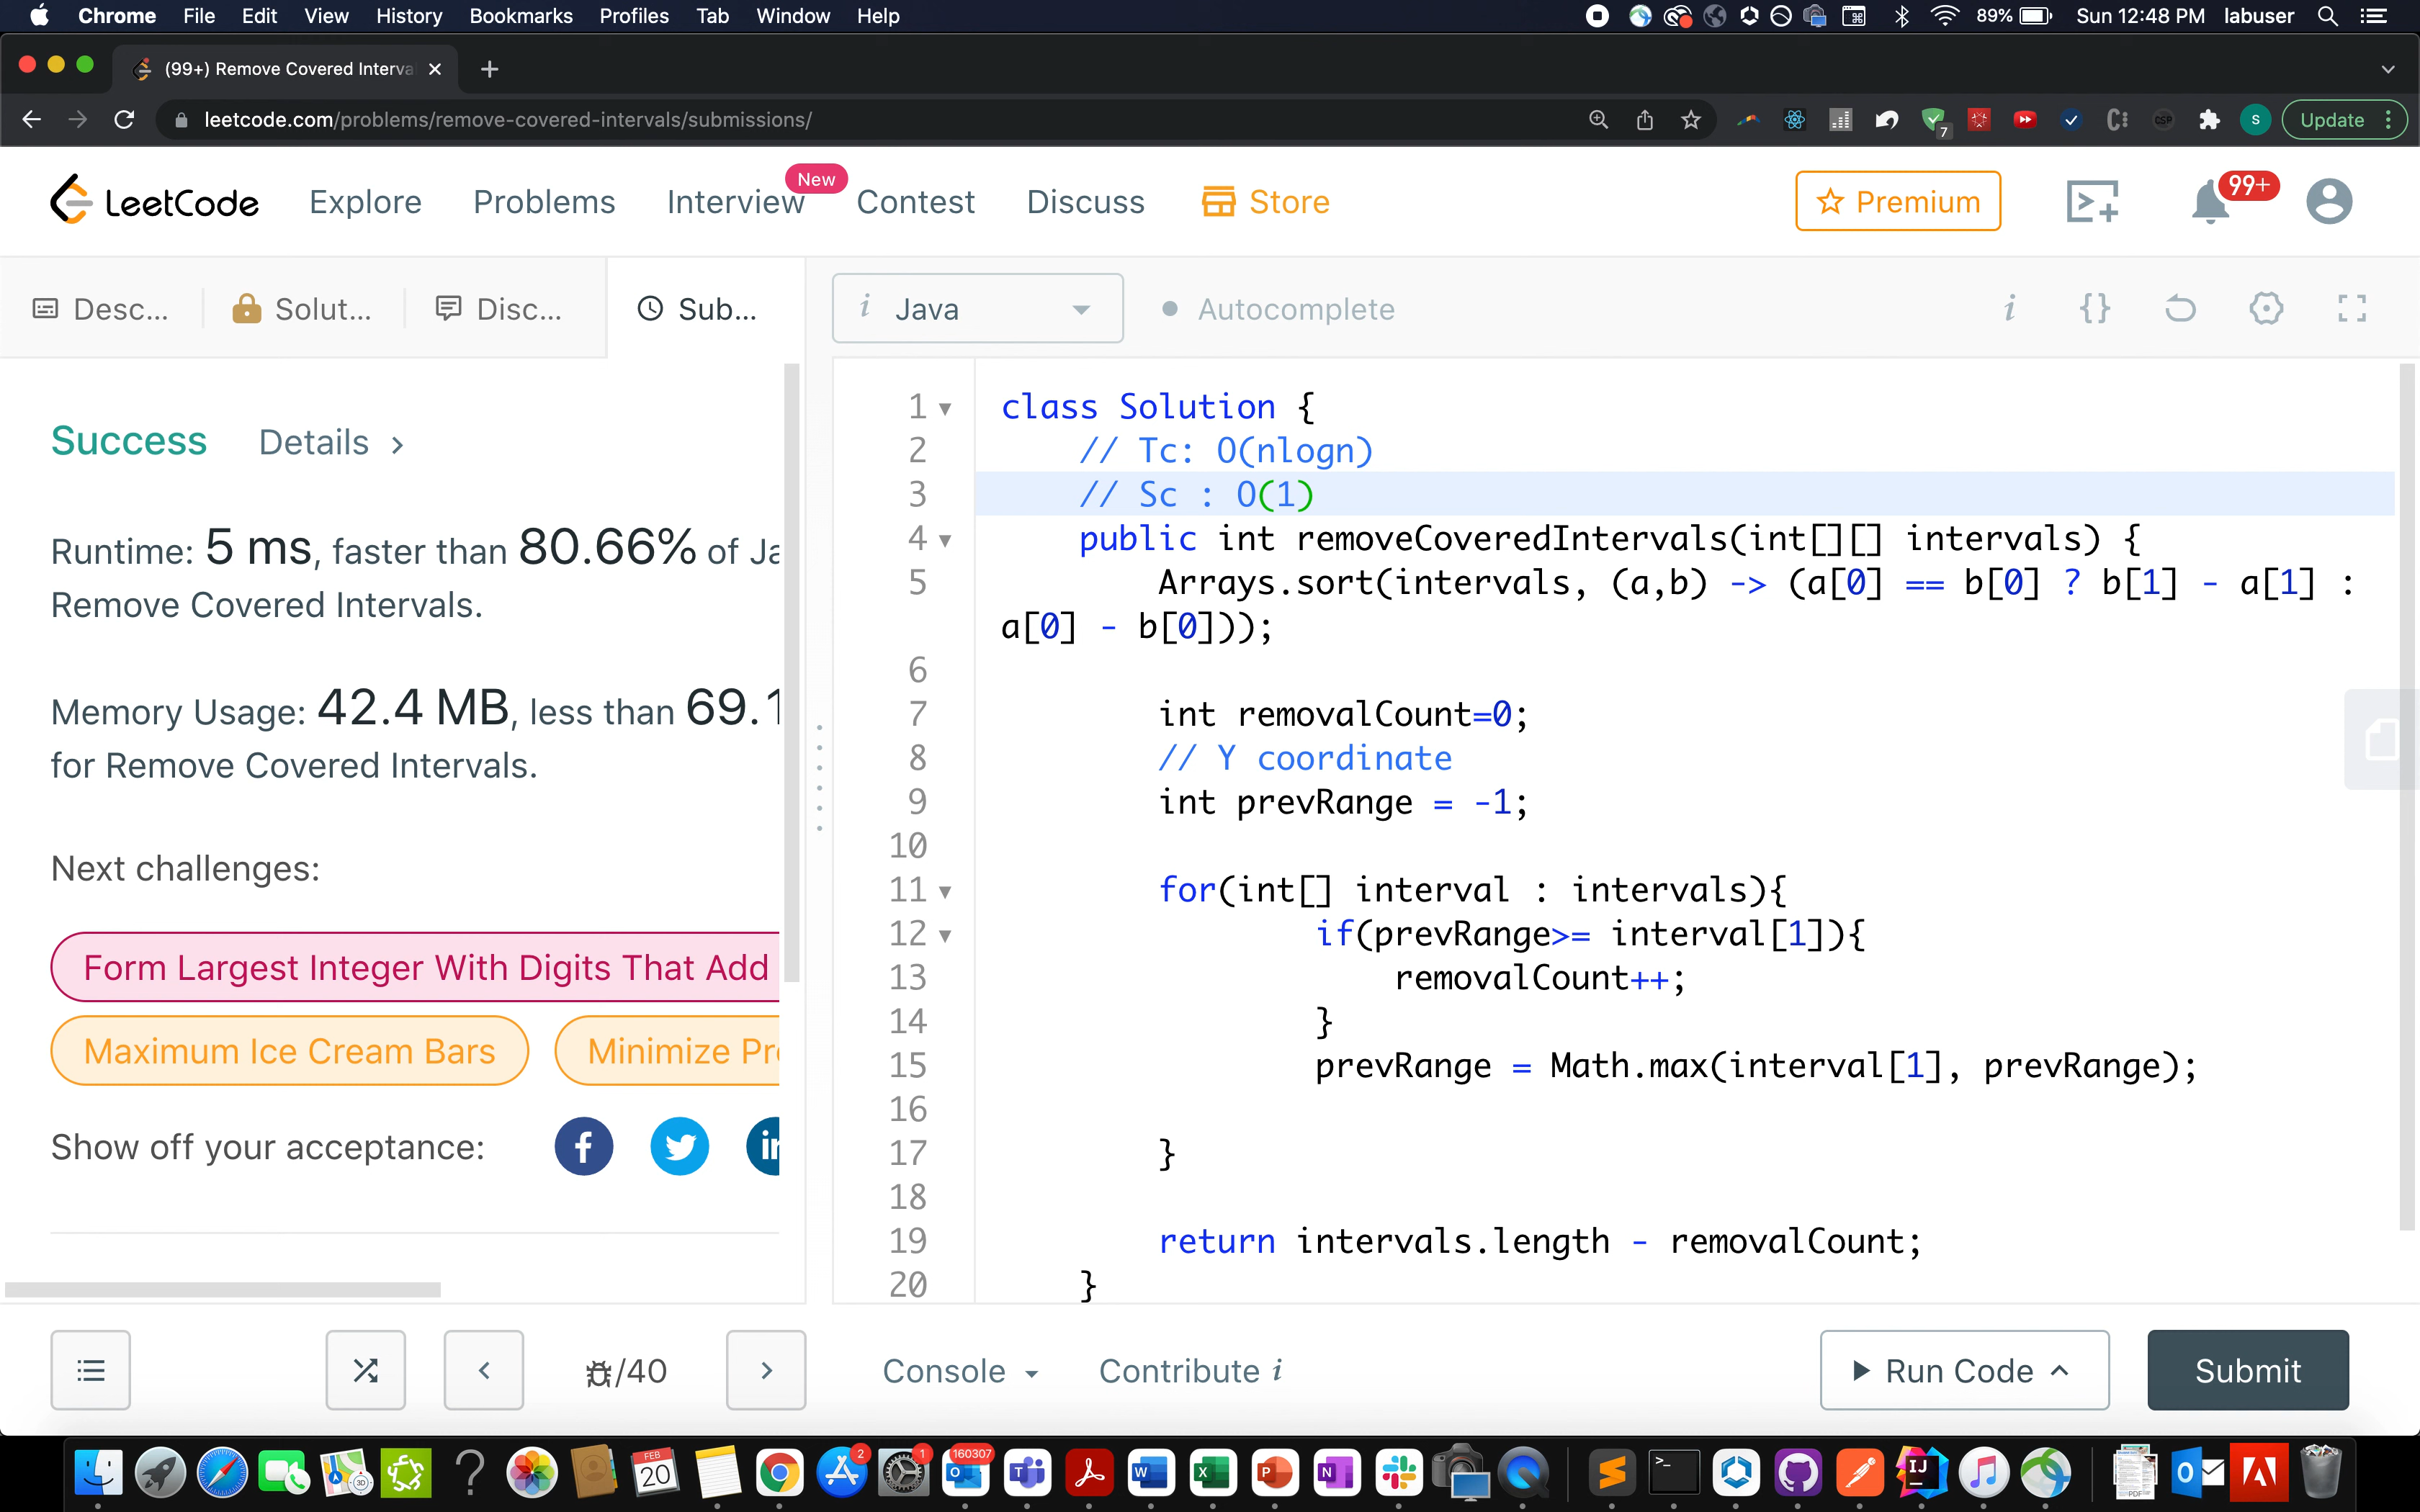 Chrome File Edit View History Bookmarks Profiles Tab Window Help 89% Sun 12:48 PM labuser
(99+) Remove Covered Interva
leetcode.com/problems/remove-covered-intervals/submissions/ 7 S Update
LeetCode Explore Problems Interview New Contest Discuss Store Premium 99+
Desc... Solut... Disc... Sub... i Java Autocomplete i {}
Success Details >
Runtime: 5 ms, faster than 80.66% of Ja
Remove Covered Intervals.
Memory Usage: 42.4 MB, less than 69.1
for Remove Covered Intervals.
Next challenges:
Form Largest Integer With Digits That Add
Maximum Ice Cream Bars Minimize Pr
Show off your acceptance:
1 class Solution {
2 // Tc: O(nlogn)
3 // Sc : O(1)
4 public int removeCoveredIntervals(int[][] intervals) {
5 Arrays.sort(intervals, (a,b) -> (a[0] == b[0] ? b[1] - a[1] :
a[0] - b[0]));
6
7 int removalCount=0;
8 // Y coordinate
9 int prevRange = -1;
10
11 for(int[] interval : intervals){
12 if(prevRange>= interval[1]){
13 removalCount++;
14 }
15 prevRange = Math.max(interval[1], prevRange);
16
17 }
18
19 return intervals.length - removalCount;
20 }
/40 Console Contribute i Run Code Submit
FEB
20 2 1 160307